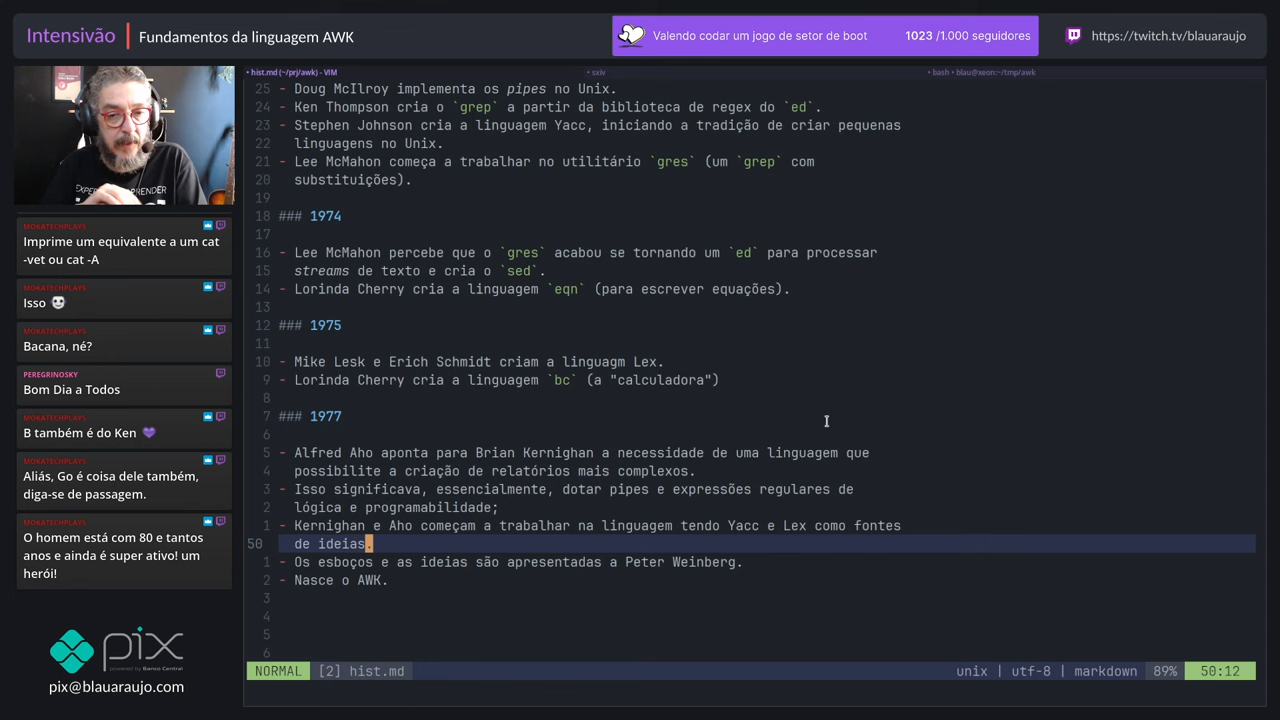 Intensivão
Fundamentos da linguagem AWK
Valendo codar um jogo de setor de boot 1023 /1.000 seguidores
https://twitch.tv/blauaraujo
• hist.md (~/prj/awk) - VIM
• sxiv
• bash • blau@xeon:~/tmp/awk
25 - Doug McIlroy implementa os pipes no Unix.
24 - Ken Thompson cria o `grep` a partir da biblioteca de regex do `ed`.
23 - Stephen Johnson cria a linguagem Yacc, iniciando a tradição de criar pequenas
22 linguagens no Unix.
21 - Lee McMahon começa a trabalhar no utilitário `gres` (um `grep` com
20 substituições).
19
18 ### 1974
17
16 - Lee McMahon percebe que o `gres` acabou se tornando um `ed` para processar
15 streams de texto e cria o `sed`.
14 - Lorinda Cherry cria a linguagem `eqn` (para escrever equações).
13
12 ### 1975
11
10 - Mike Lesk e Erich Schmidt criam a linguagm Lex.
9 - Lorinda Cherry cria a linguagem `bc` (a "calculadora")
8
7 ### 1977
6
5 - Alfred Aho aponta para Brian Kernighan a necessidade de uma linguagem que
4 possibilite a criação de relatórios mais complexos.
3 - Isso significava, essencialmente, dotar pipes e expressões regulares de
2 lógica e programabilidade;
1 - Kernighan e Aho começam a trabalhar na linguagem tendo Yacc e Lex como fontes
50 de ideias.
1 - Os esboços e as ideias são apresentadas a Peter Weinberg.
2 - Nasce o AWK.
3
4
5
6
NORMAL [2] hist.md unix | utf-8 | markdown 89% 50:12
MOKATECHPLAYS
Imprime um equivalente a um cat
-vet ou cat -A
MOKATECHPLAYS
Isso
MOKATECHPLAYS
Bacana, né?
PEREGRINOSKY
Bom Dia a Todos
MOKATECHPLAYS
B também é do Ken
MOKATECHPLAYS
Aliás, Go é coisa dele também,
diga-se de passagem.
MOKATECHPLAYS
O homem está com 80 e tantos
anos e ainda é super ativo! um
herói!
pix
powered by Banco Central
pix@blauaraujo.com